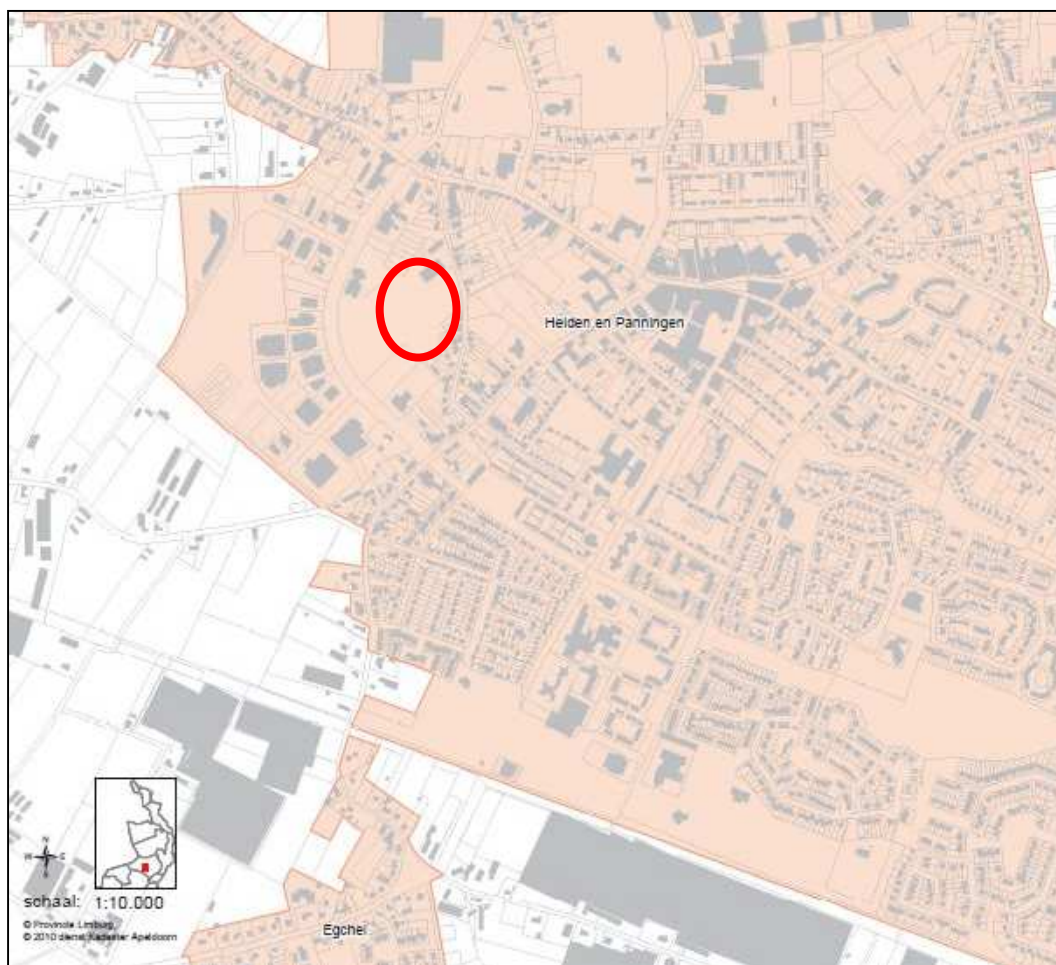 Helden en Panningen
N
W
schaal: 1:10.000
© Provincie Limburg,
© 2010 dienst Kadaster Apeldoorn
Egchel